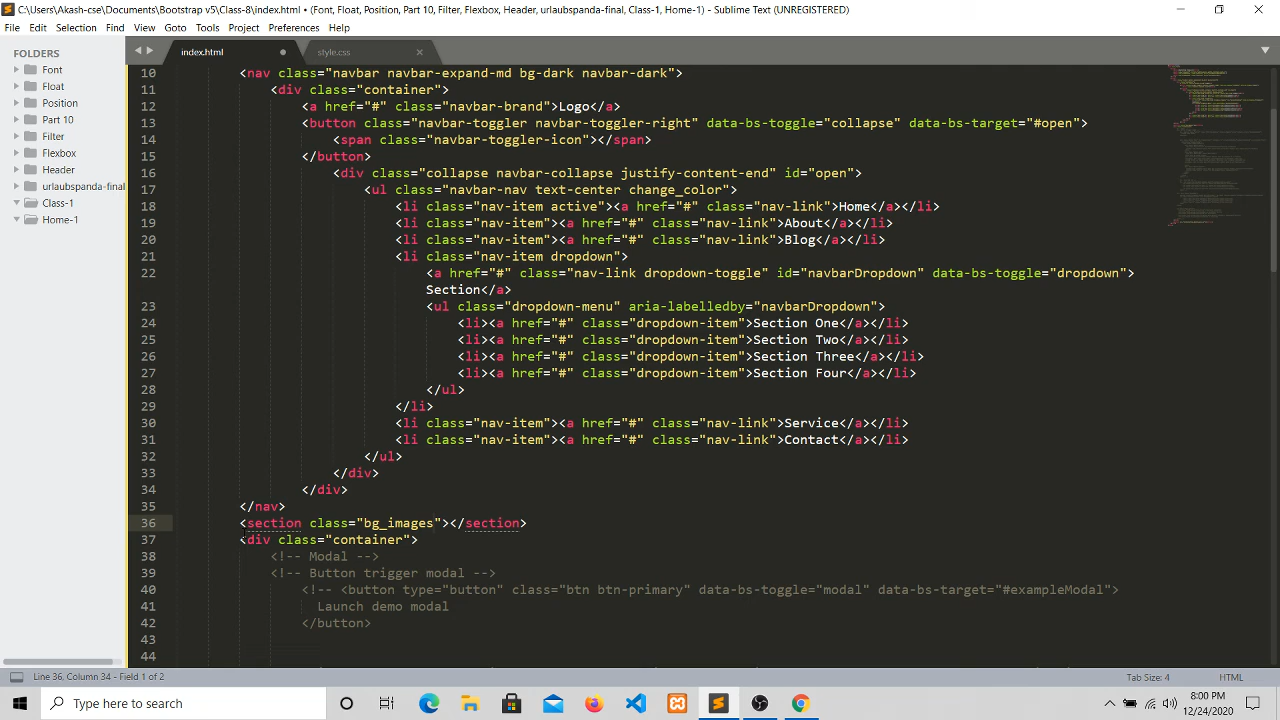 C:\Users\Akash-cse\Documents\Bootstrap v5\Class-8\index.html • (Font, Float, Position, Part 10, Filter, Flexbox, Header, urlaubspanda-final, Class-1, Home-1) - Sublime Text (UNREGISTERED)
File Edit Selection Find View Goto Tools Project Preferences Help
FOLDERS
Font
Float
Position
Part 10
Filter
Flexbox
Header
urlaubspanda-final
Class-1
Home-1
index.html
style.css
10 <nav class="navbar navbar-expand-md bg-dark navbar-dark">
11 <div class="container">
12 <a href="#" class="navbar-brand">Logo</a>
13 <button class="navbar-toggler navbar-toggler-right" data-bs-toggle="collapse" data-bs-target="#open">
14 <span class="navbar-toggler-icon"></span>
15 </button>
16 <div class="collapse navbar-collapse justify-content-end" id="open">
17 <ul class="navbar-nav text-center change_color">
18 <li class="nav-item active"><a href="#" class="nav-link">Home</a></li>
19 <li class="nav-item"><a href="#" class="nav-link">About</a></li>
20 <li class="nav-item"><a href="#" class="nav-link">Blog</a></li>
21 <li class="nav-item dropdown">
22 <a href="#" class="nav-link dropdown-toggle" id="navbarDropdown" data-bs-toggle="dropdown">
Section</a>
23 <ul class="dropdown-menu" aria-labelledby="navbarDropdown">
24 <li><a href="#" class="dropdown-item">Section One</a></li>
25 <li><a href="#" class="dropdown-item">Section Two</a></li>
26 <li><a href="#" class="dropdown-item">Section Three</a></li>
27 <li><a href="#" class="dropdown-item">Section Four</a></li>
28 </ul>
29 </li>
30 <li class="nav-item"><a href="#" class="nav-link">Service</a></li>
31 <li class="nav-item"><a href="#" class="nav-link">Contact</a></li>
32 </ul>
33 </div>
34 </div>
35 </nav>
36 <section class="bg_images"></section>
37 <div class="container">
38 <!-- Modal -->
39 <!-- Button trigger modal -->
40 <!-- <button type="button" class="btn btn-primary" data-bs-toggle="modal" data-bs-target="#exampleModal">
41 Launch demo modal
42 </button>
43
44
Line 36, Column 34 - Field 1 of 2
Tab Size: 4
HTML
Type here to search
8:00 PM
12/24/2020